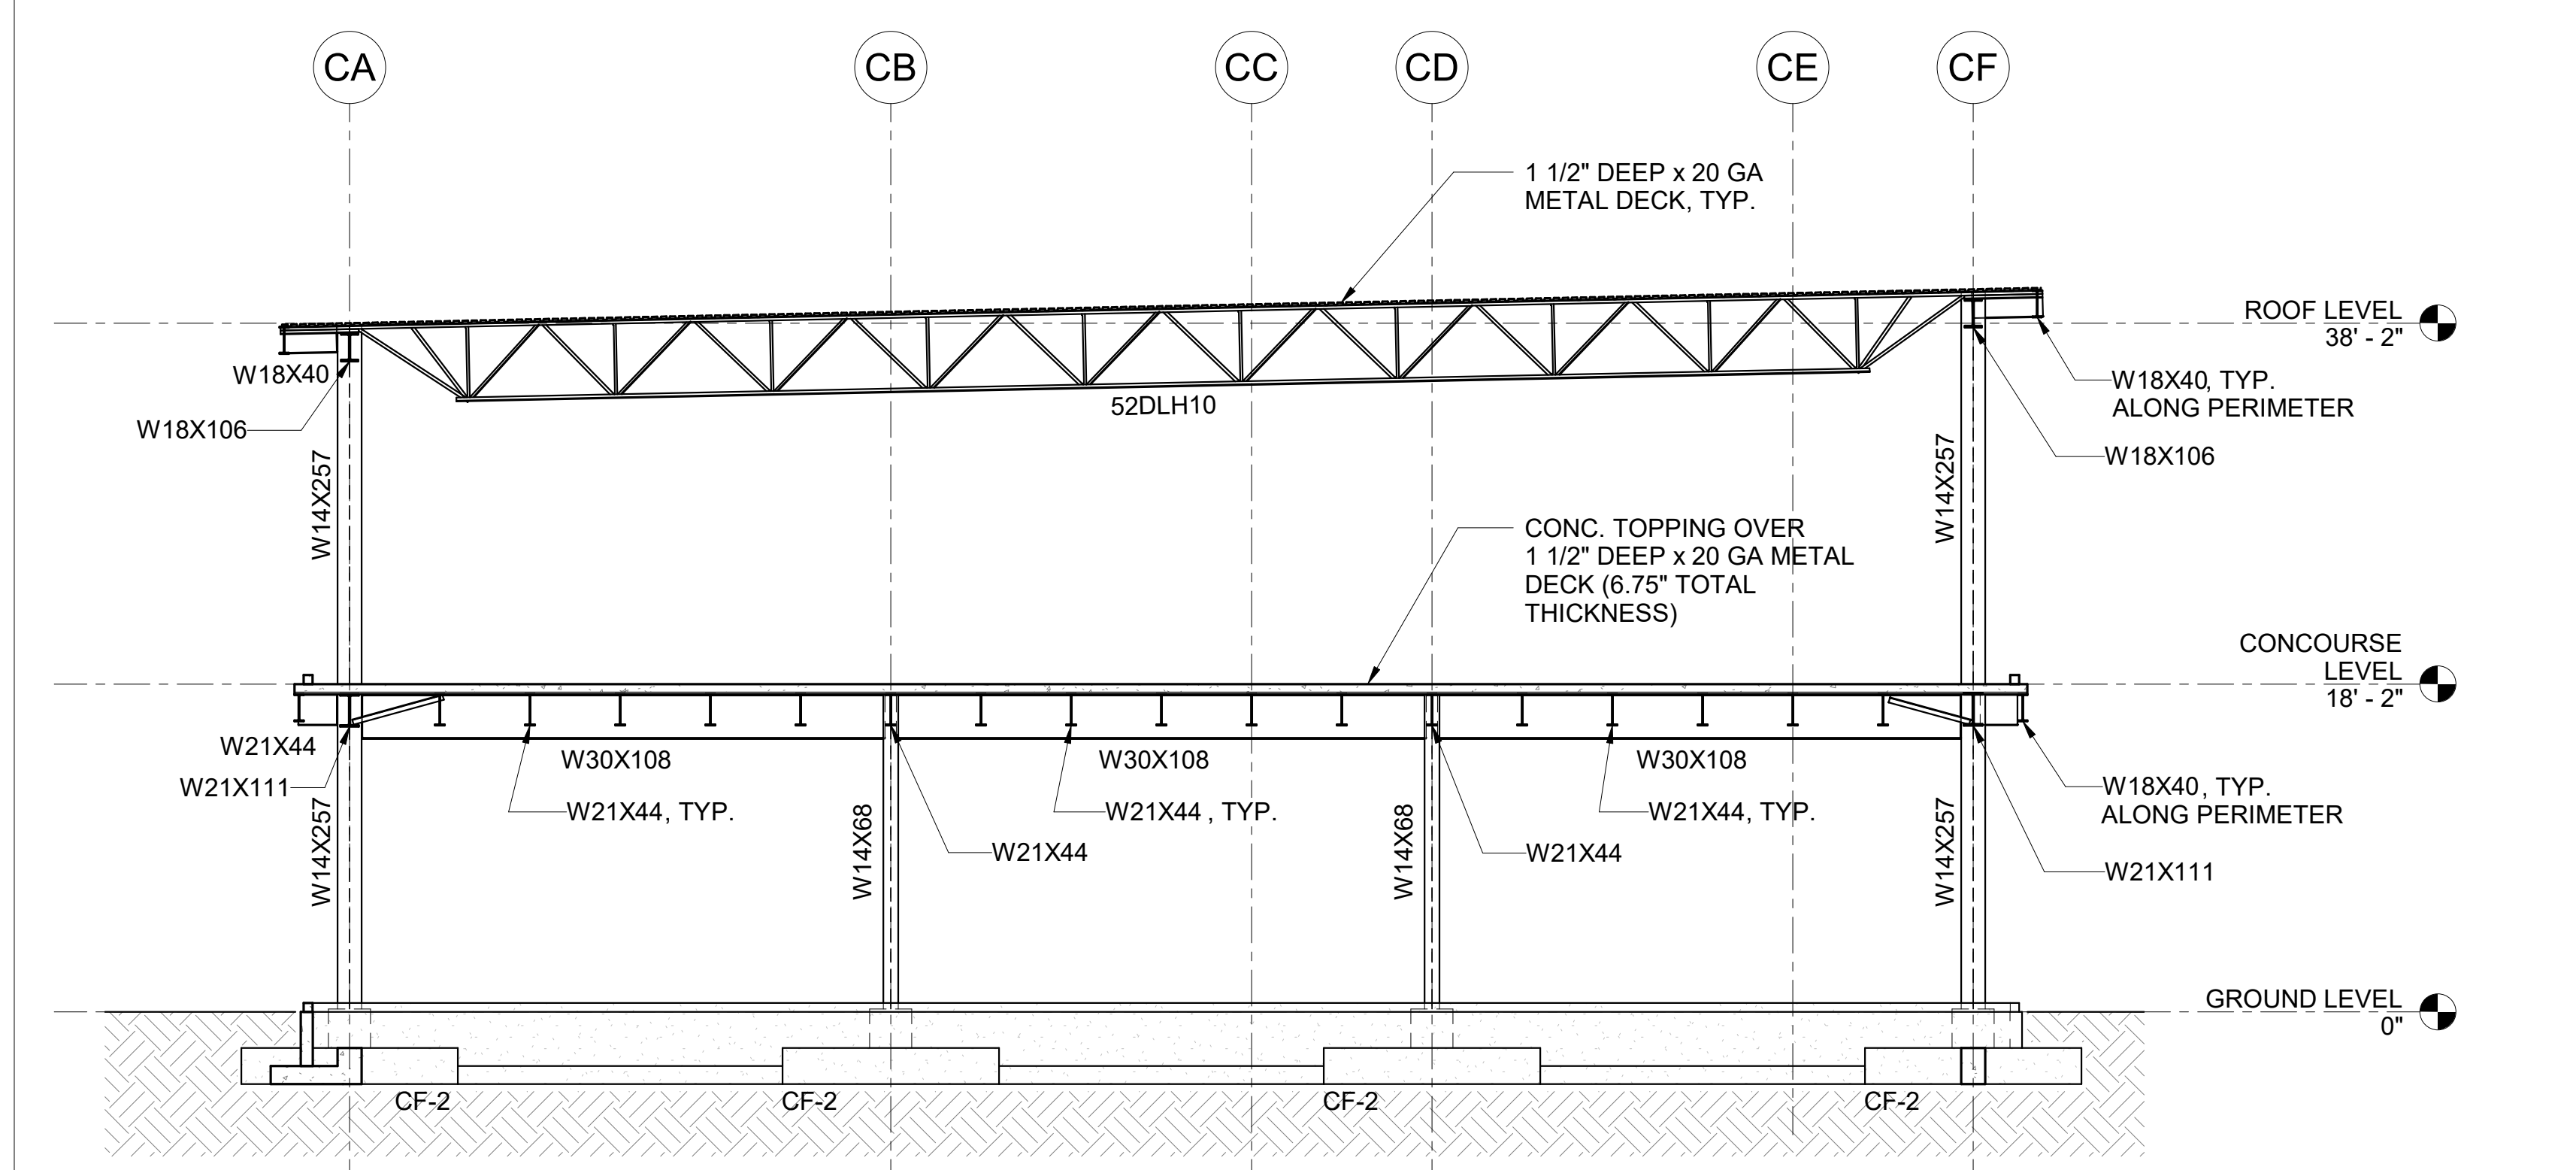 CA CB CC CD CE CF
1 1/2" DEEP x 20 GA
METAL DECK, TYP.
ROOF LEVEL
38' - 2"
W18X40
W18X106
52DLH10
W18X40, TYP.
ALONG PERIMETER
W18X106
W14X257
W14X257
CONC. TOPPING OVER
1 1/2" DEEP x 20 GA METAL
DECK (6.75" TOTAL
THICKNESS)
CONCOURSE
LEVEL
18' - 2"
W21X44
W21X111
W30X108
W30X108
W30X108
W21X44, TYP.
W21X44 , TYP.
W21X44, TYP.
W18X40, TYP.
ALONG PERIMETER
W21X44
W21X44
W21X111
W14X257
W14X68
W14X68
W14X257
GROUND LEVEL
0"
CF-2
CF-2
CF-2
CF-2